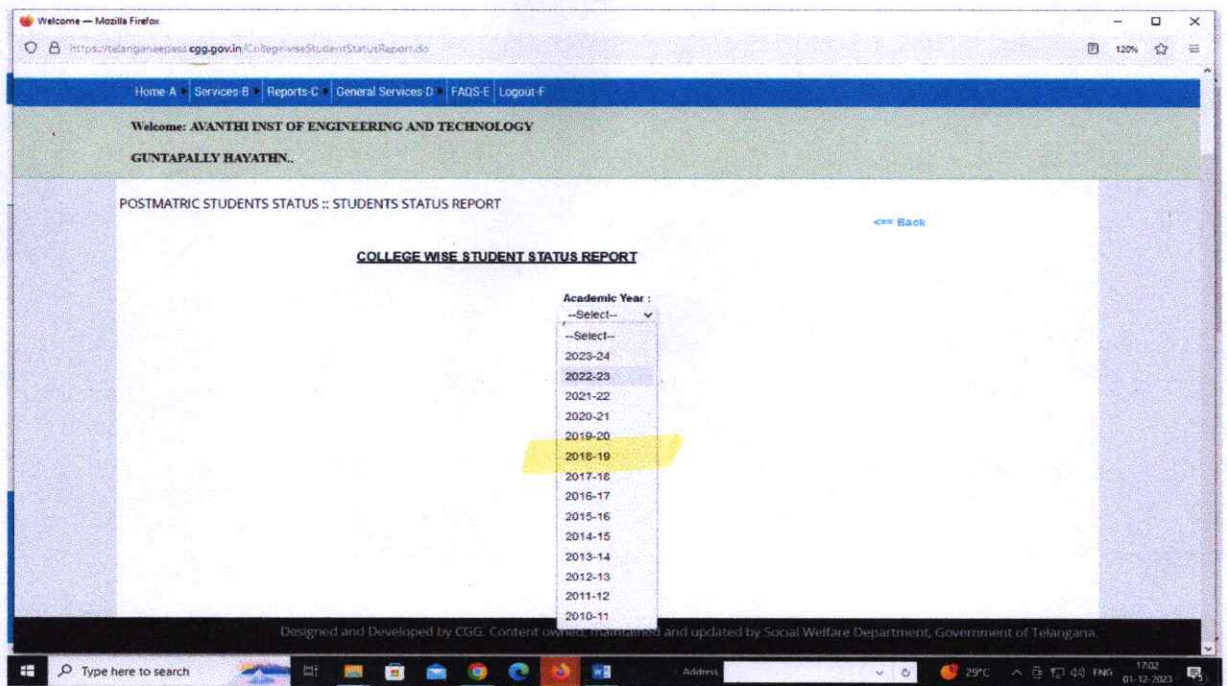 Welcome — Mozilla Firefox
https://telanganaepass.cgg.gov.in/CollegewiseStudentStatusReport.do
120%
Home-A Services-B Reports-C General Services-D FAQS-E Logout-F
Welcome: AVANTHI INST OF ENGINEERING AND TECHNOLOGY
GUNTAPALLY HAYATHN..
POSTMATRIC STUDENTS STATUS :: STUDENTS STATUS REPORT
<== Back
COLLEGE WISE STUDENT STATUS REPORT
Academic Year :
--Select--
--Select--
2023-24
2022-23
2021-22
2020-21
2019-20
2018-19
2017-18
2016-17
2015-16
2014-15
2013-14
2012-13
2011-12
2010-11
Designed and Developed by CGG. Content owned, maintained and updated by Social Welfare Department, Government of Telangana.
Type here to search
Address
29°C
ENG
17:02
01-12-2023